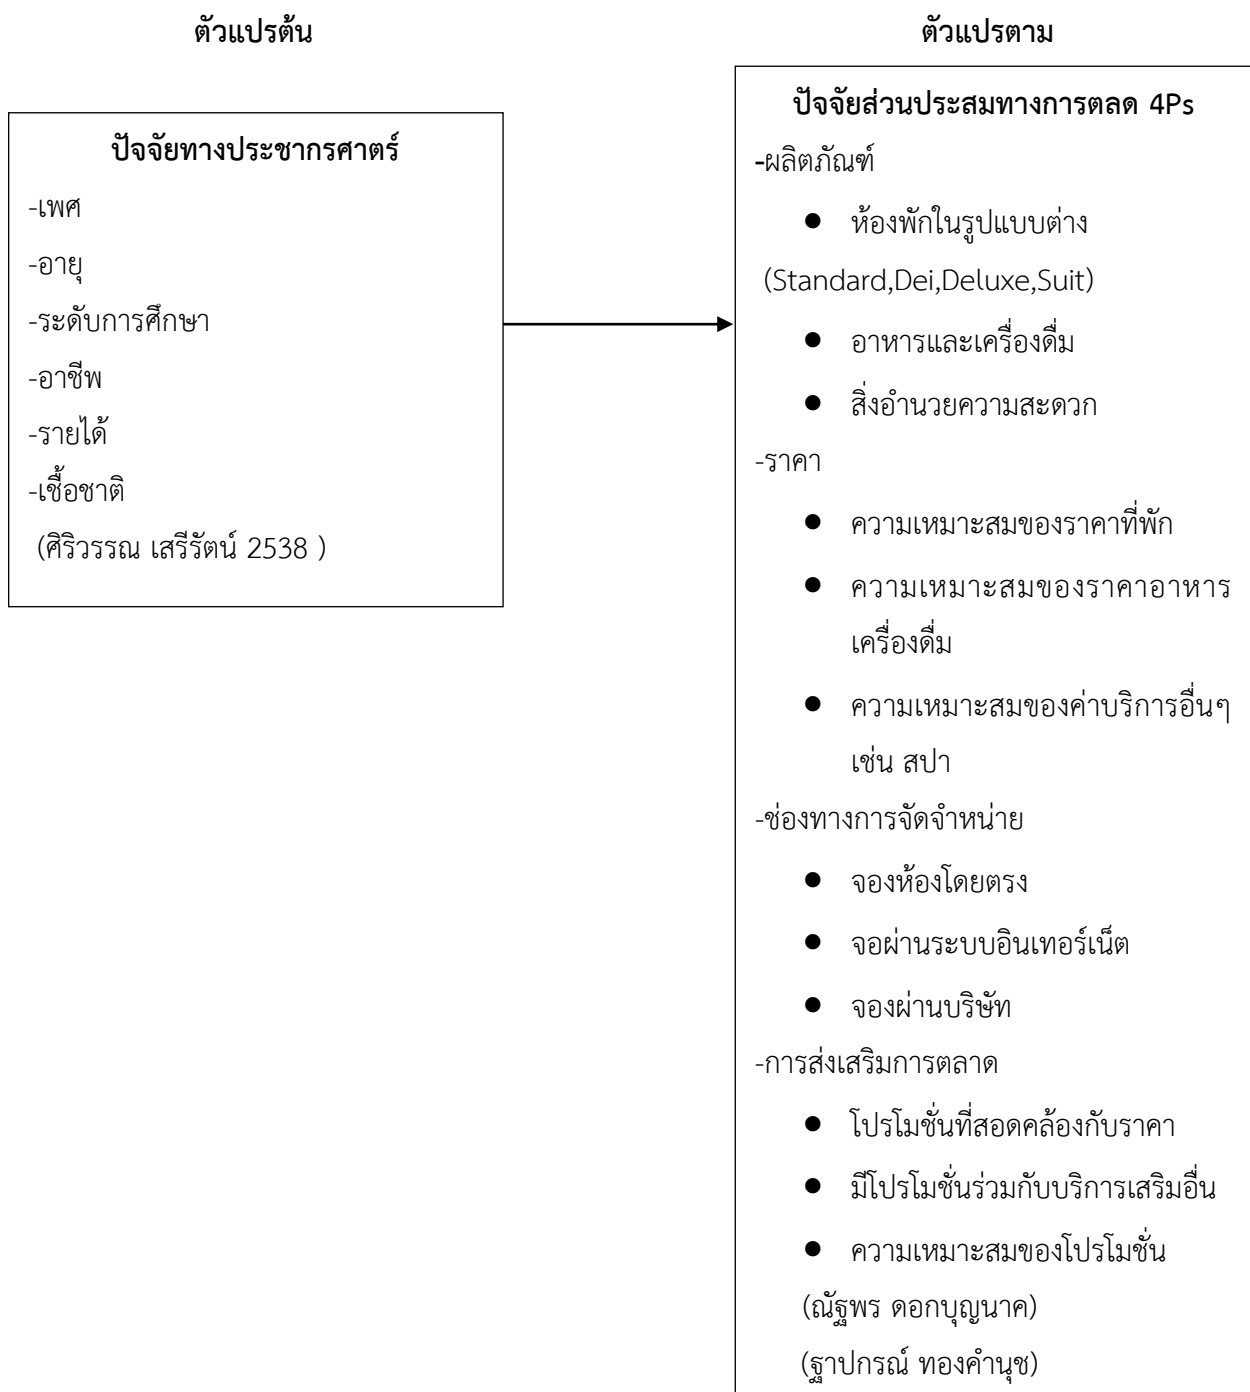 ตัวแปรต้น
ตัวแปรตาม
ปัจจัยทางประชากรศาตร์
-เพศ
-อายุ
-ระดับการศึกษา
-อาชีพ
-รายได้
-เชื้อชาติ
(ศิริวรรณ เสรีรัตน์ 2538 )
ปัจจัยส่วนประสมทางการตลด 4Ps
-ผลิตภัณฑ์
● ห้องพักในรูปแบบต่าง
(Standard,Dei,Deluxe,Suit)
● อาหารและเครื่องดื่ม
● สิ่งอำนวยความสะดวก
-ราคา
● ความเหมาะสมของราคาที่พัก
● ความเหมาะสมของราคาอาหาร
เครื่องดื่ม
● ความเหมาะสมของค่าบริการอื่นๆ
เช่น สปา
-ช่องทางการจัดจำหน่าย
● จองห้องโดยตรง
● จอผ่านระบบอินเทอร์เน็ต
● จองผ่านบริษัท
-การส่งเสริมการตลาด
● โปรโมชั่นที่สอดคล้องกับราคา
● มีโปรโมชั่นร่วมกับบริการเสริมอื่น
● ความเหมาะสมของโปรโมชั่น
(ณัฐพร ดอกบุญนาค)
(ฐาปกรณ์ ทองคำนุช)